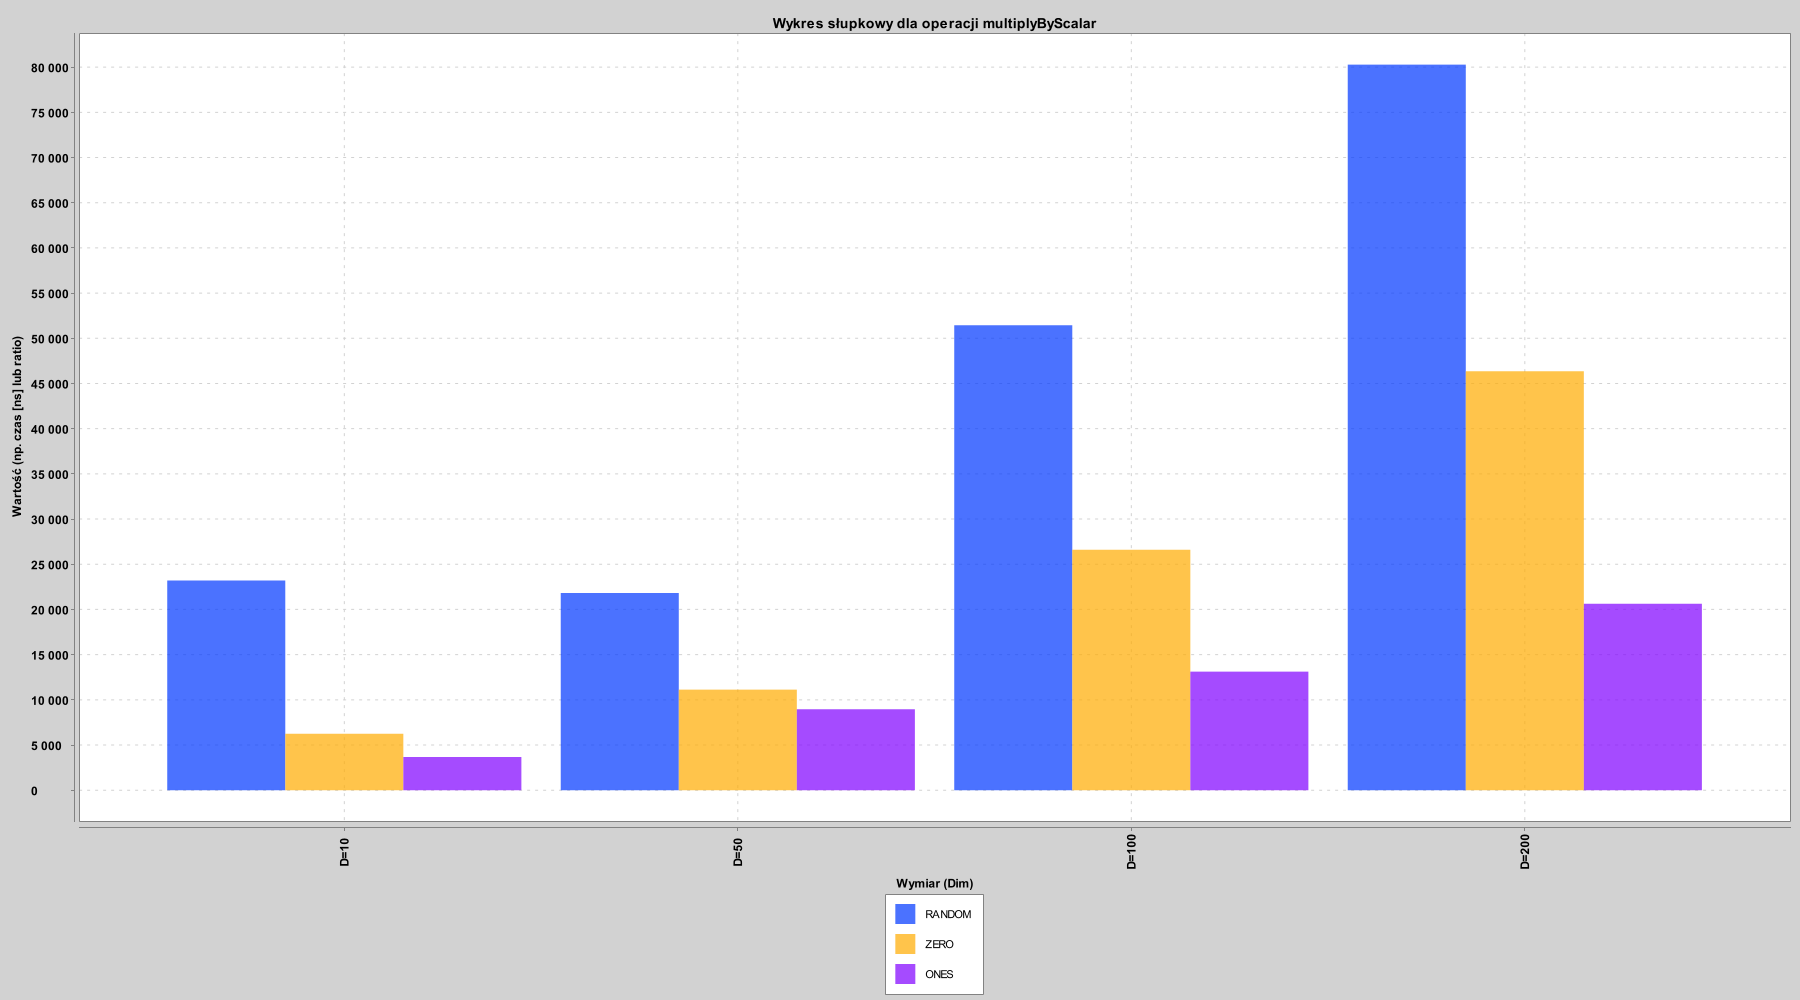 Wykres słupkowy dla operacji multiplyByScalar
Wartość (np. czas [ns] lub ratio)
80 000
75 000
70 000
65 000
60 000
55 000
50 000
45 000
40 000
35 000
30 000
25 000
20 000
15 000
10 000
5 000
0
D=10
D=50
D=100
D=200
Wymiar (Dim)
RANDOM
ZERO
ONES